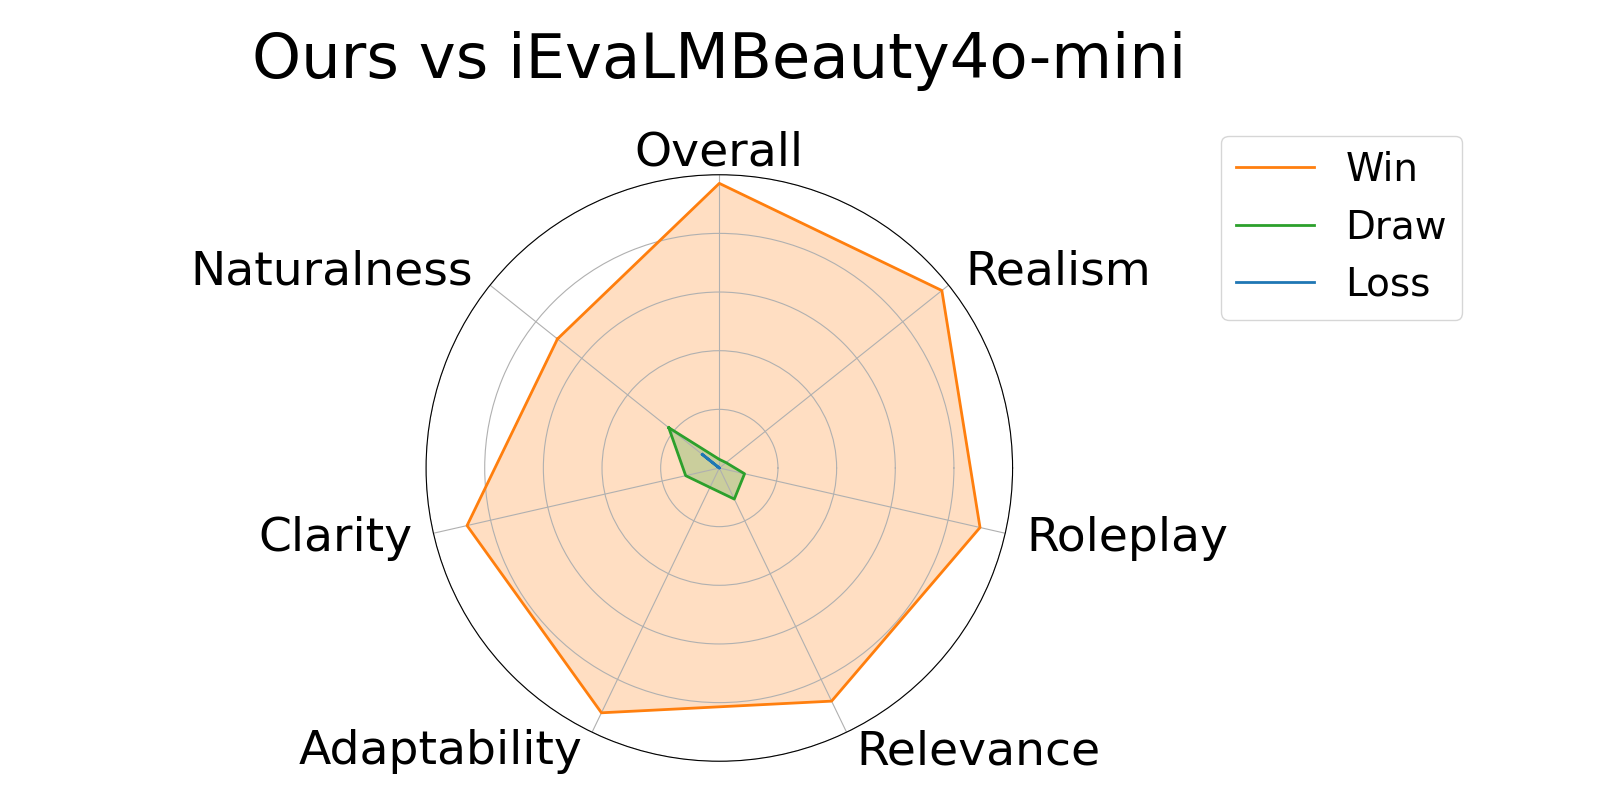 Ours vs iEvaLMBeauty4o-mini
Overall
Win
Draw
Loss
Naturalness
Realism
Clarity
Roleplay
Adaptability
Relevance